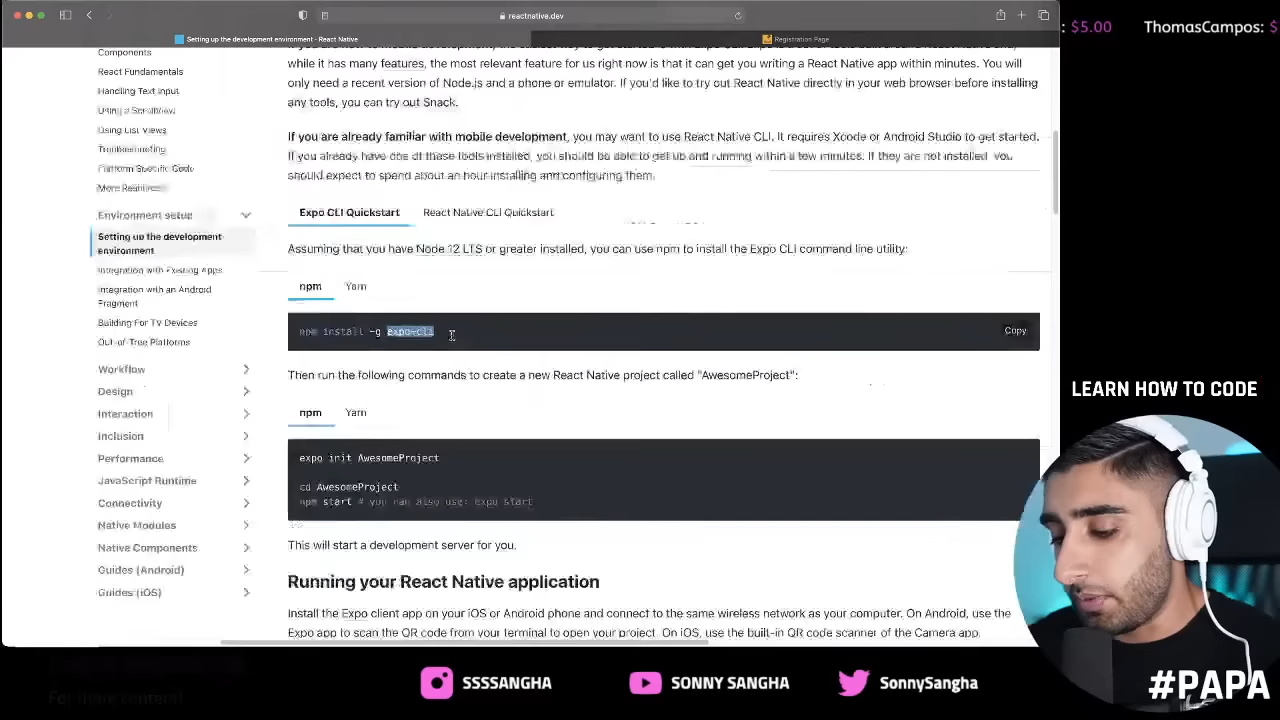 reactnative.dev
: $5.00 ThomasCampos: $
Setting up the development environment - React Native
Registration Page
Components
React Fundamentals
Handling Text Input
Using a ScrollView
Using List Views
Troubleshooting
Platform Specific Code
More Resources
Environment setup
Setting up the development
environment
Integration with Existing Apps
Integration with an Android
Fragment
Building For TV Devices
Out-of-Tree Platforms
Workflow
Design
Interaction
Inclusion
Performance
JavaScript Runtime
Connectivity
Native Modules
Native Components
Guides (Android)
Guides (iOS)
while it has many features, the most relevant feature for us right now is that it can get you writing a React Native app within minutes. You will
only need a recent version of Node.js and a phone or emulator. If you'd like to try out React Native directly in your web browser before installing
any tools, you can try out Snack.
If you are already familiar with mobile development, you may want to use React Native CLI. It requires Xcode or Android Studio to get started.
If you already have one of these tools installed, you should be able to get up and running within a few minutes. If they are not installed, you
should expect to spend about an hour installing and configuring them.
Expo CLI Quickstart React Native CLI Quickstart
Assuming that you have Node 12 LTS or greater installed, you can use npm to install the Expo CLI command line utility:
npm Yarn
npm install -g expo-cli
Copy
Then run the following commands to create a new React Native project called "AwesomeProject":
npm Yarn
expo init AwesomeProject
cd AwesomeProject
npm start # you can also use: expo start
This will start a development server for you.
Running your React Native application
Install the Expo client app on your iOS or Android phone and connect to the same wireless network as your computer. On Android, use the
Expo app to scan the QR code from your terminal to open your project. On iOS, use the built-in QR code scanner of the Camera app.
LEARN HOW TO CODE
#PAPA
SSSSANGHA
SONNY SANGHA
SonnySangha
For more content!